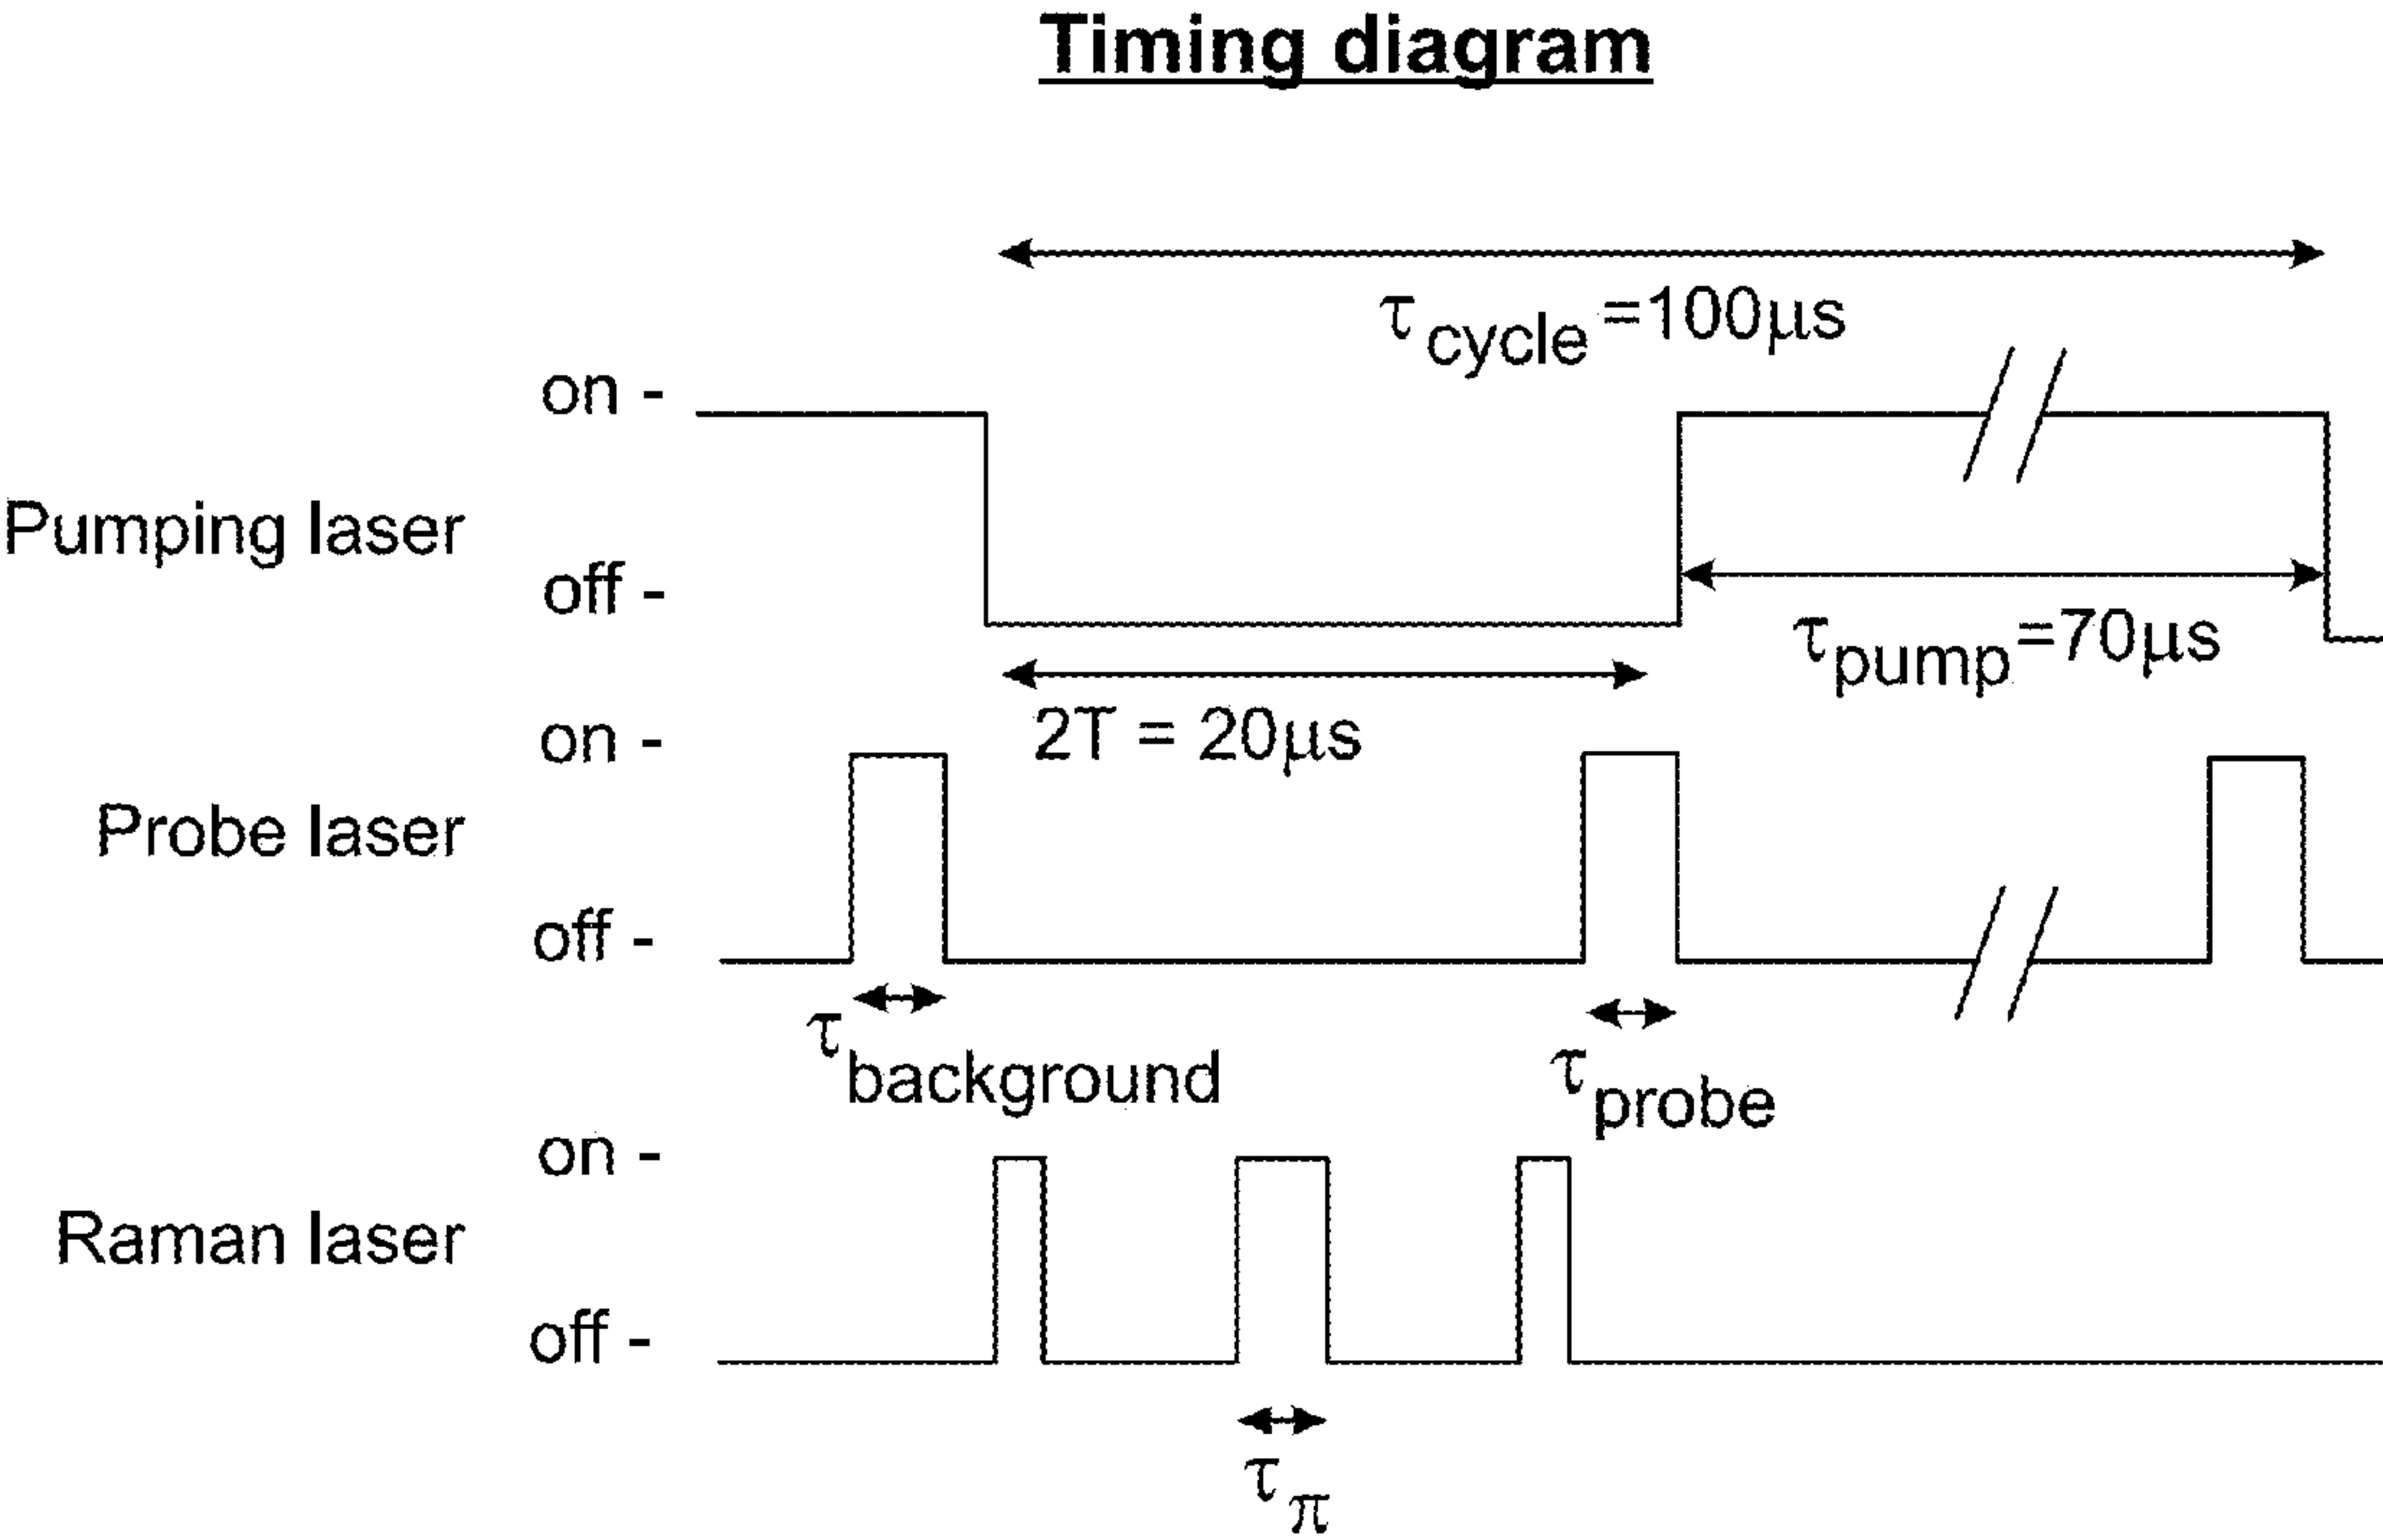 Timing diagram
τcycle=100μs
on -
Pumping laser
off -
τpump=70μs
2T = 20μs
on -
Probe laser
off -
τbackground
τprobe
on -
Raman laser
off -
τπ